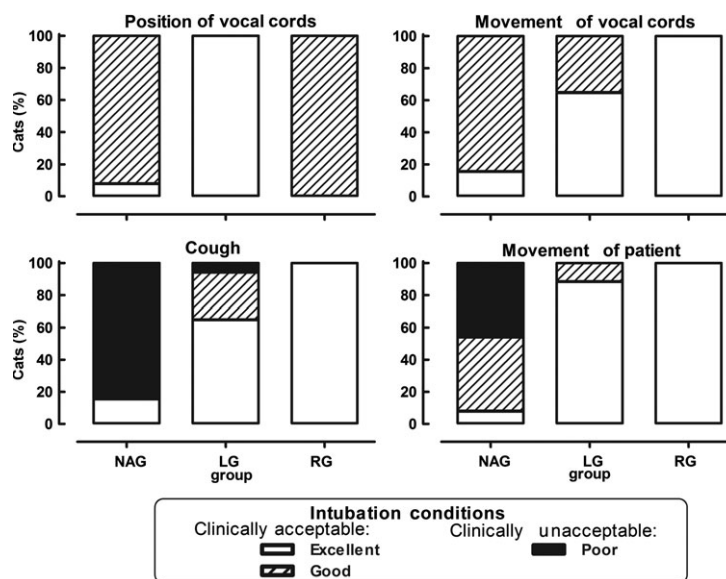 Position of vocal cords
Movement of vocal cords
100
80
60
40
20
0
Cats (%)
100
80
60
40
20
0
Cough
Movement of patient
100
80
60
40
20
0
Cats (%)
100
80
60
40
20
0
NAG LG RG
group
NAG LG RG
group
Intubation conditions
Clinically acceptable: Clinically unacceptable:
Excellent Poor
Good